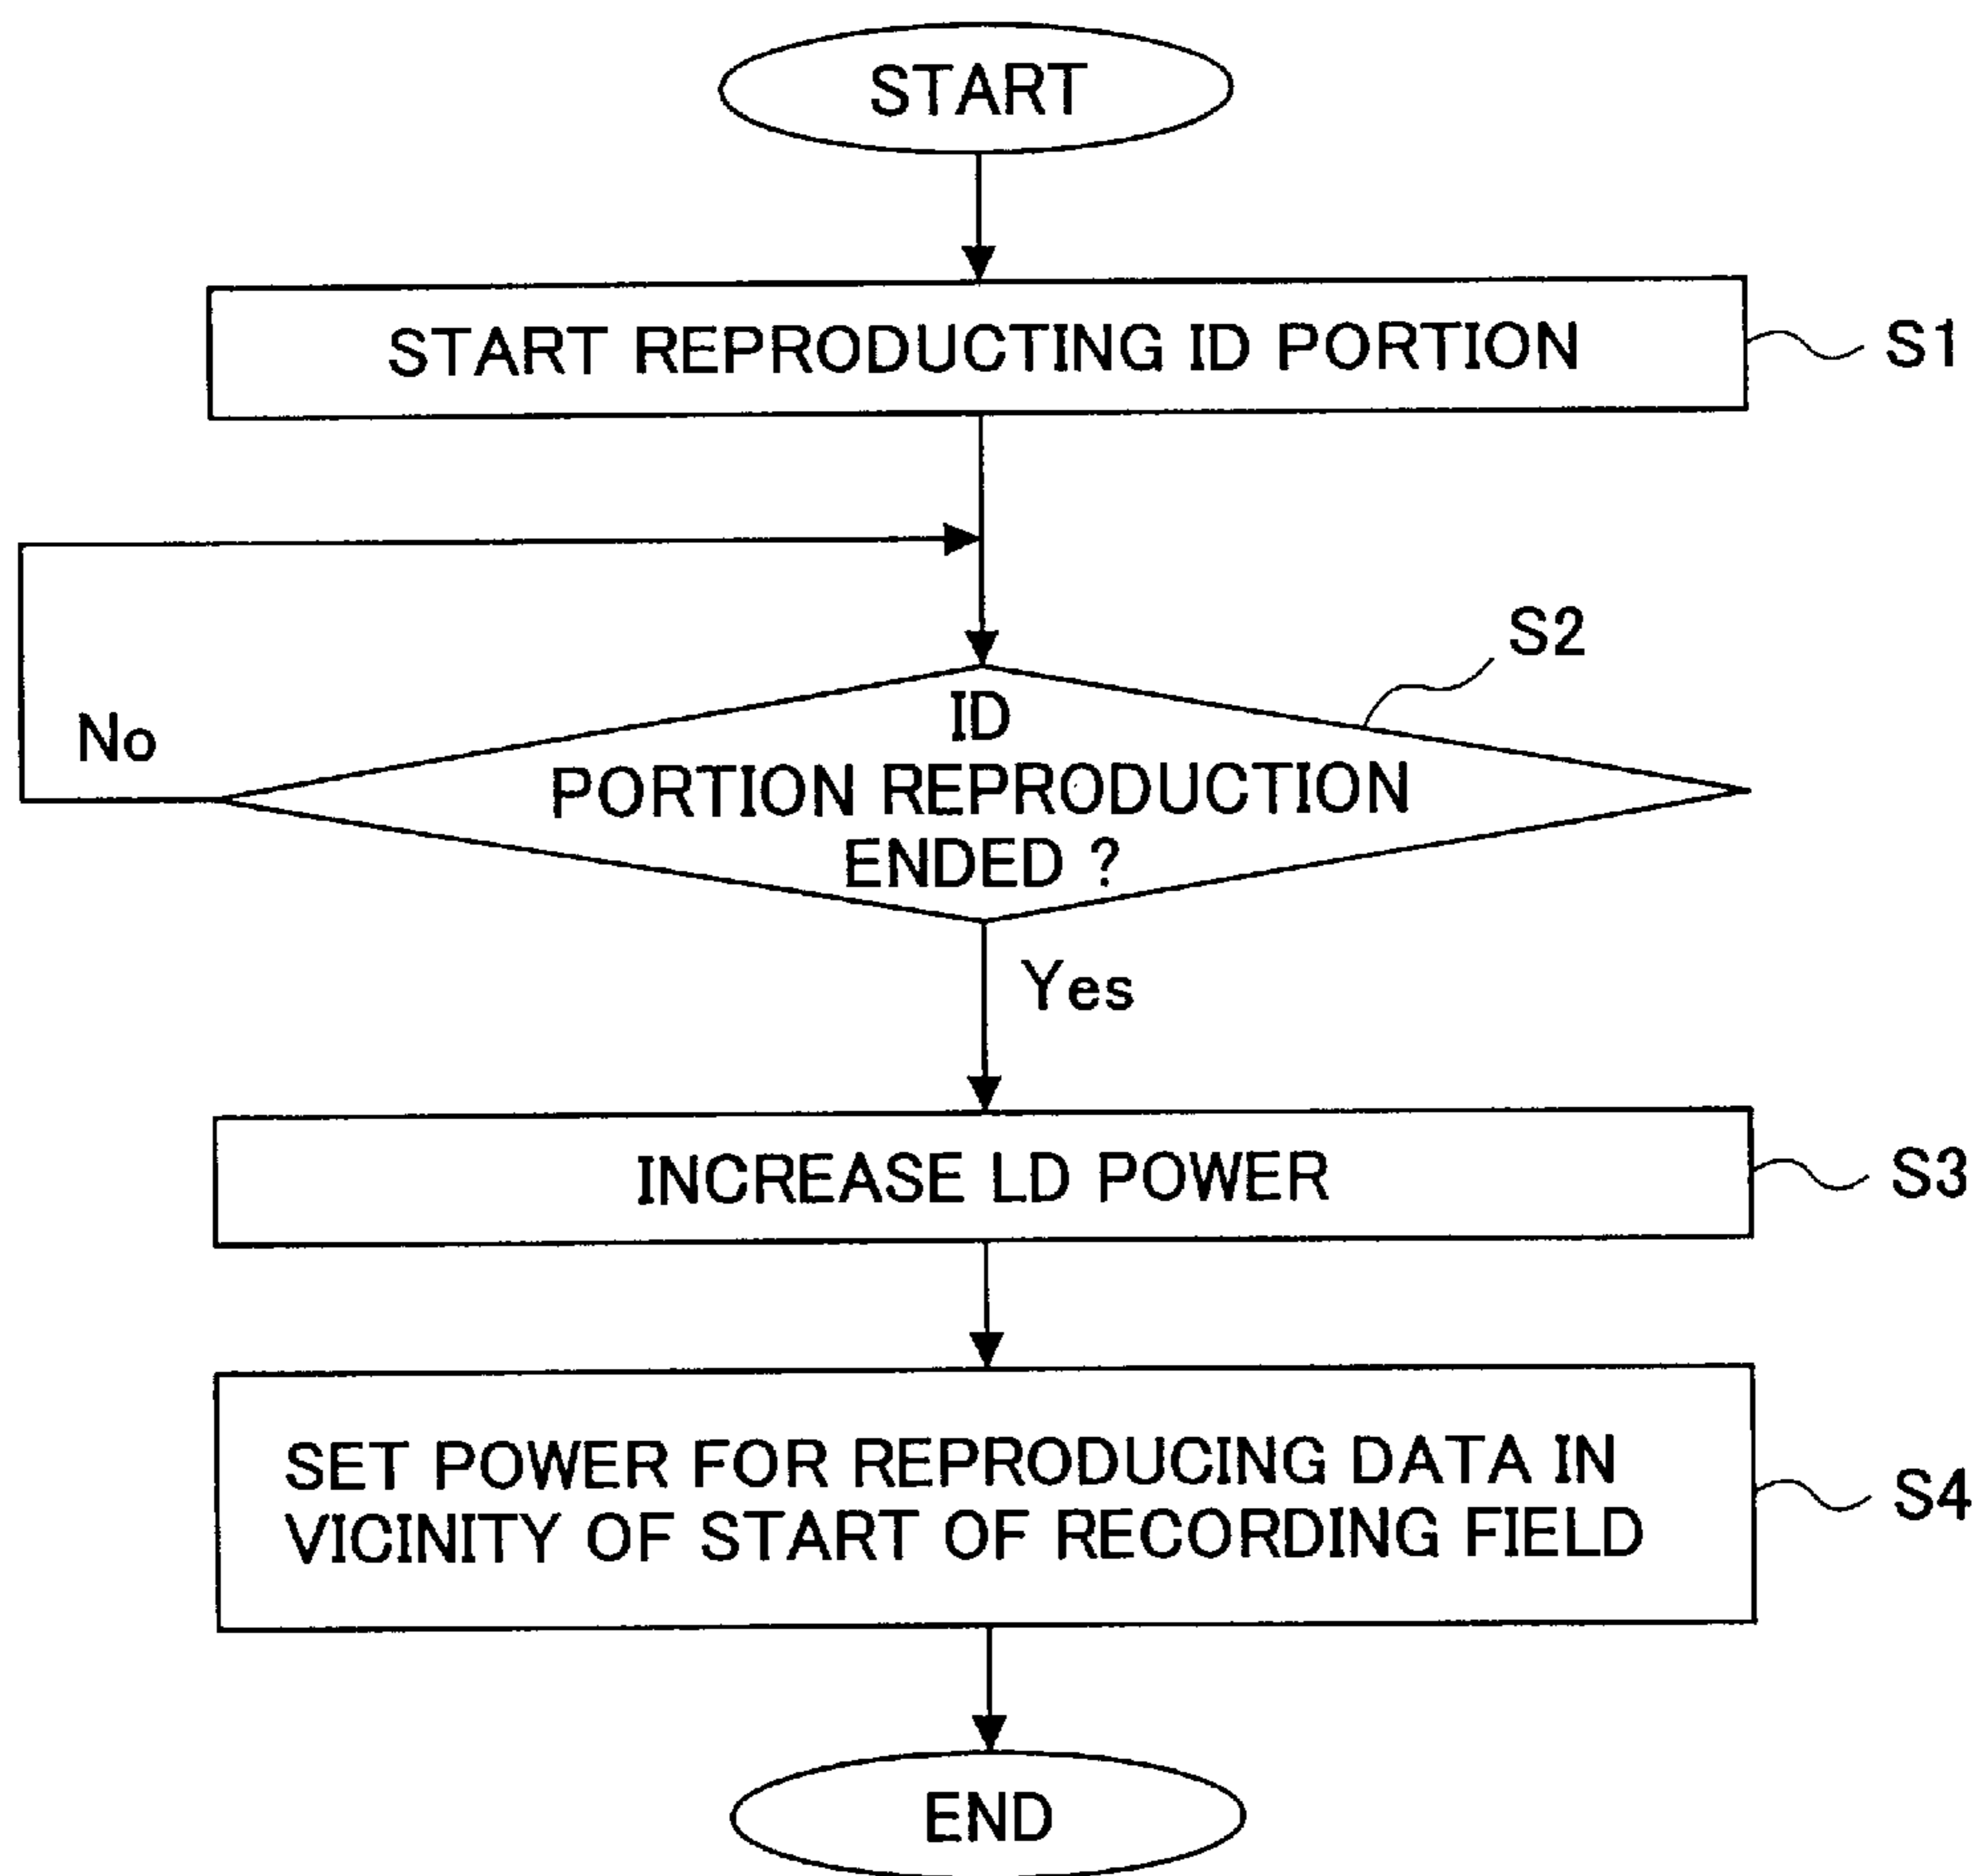 START
START REPRODUCTING ID PORTION
S1
S2
No
ID
PORTION REPRODUCTION
ENDED ?
Yes
INCREASE LD POWER
S3
SET POWER FOR REPRODUCING DATA IN
VICINITY OF START OF RECORDING FIELD
S4
END